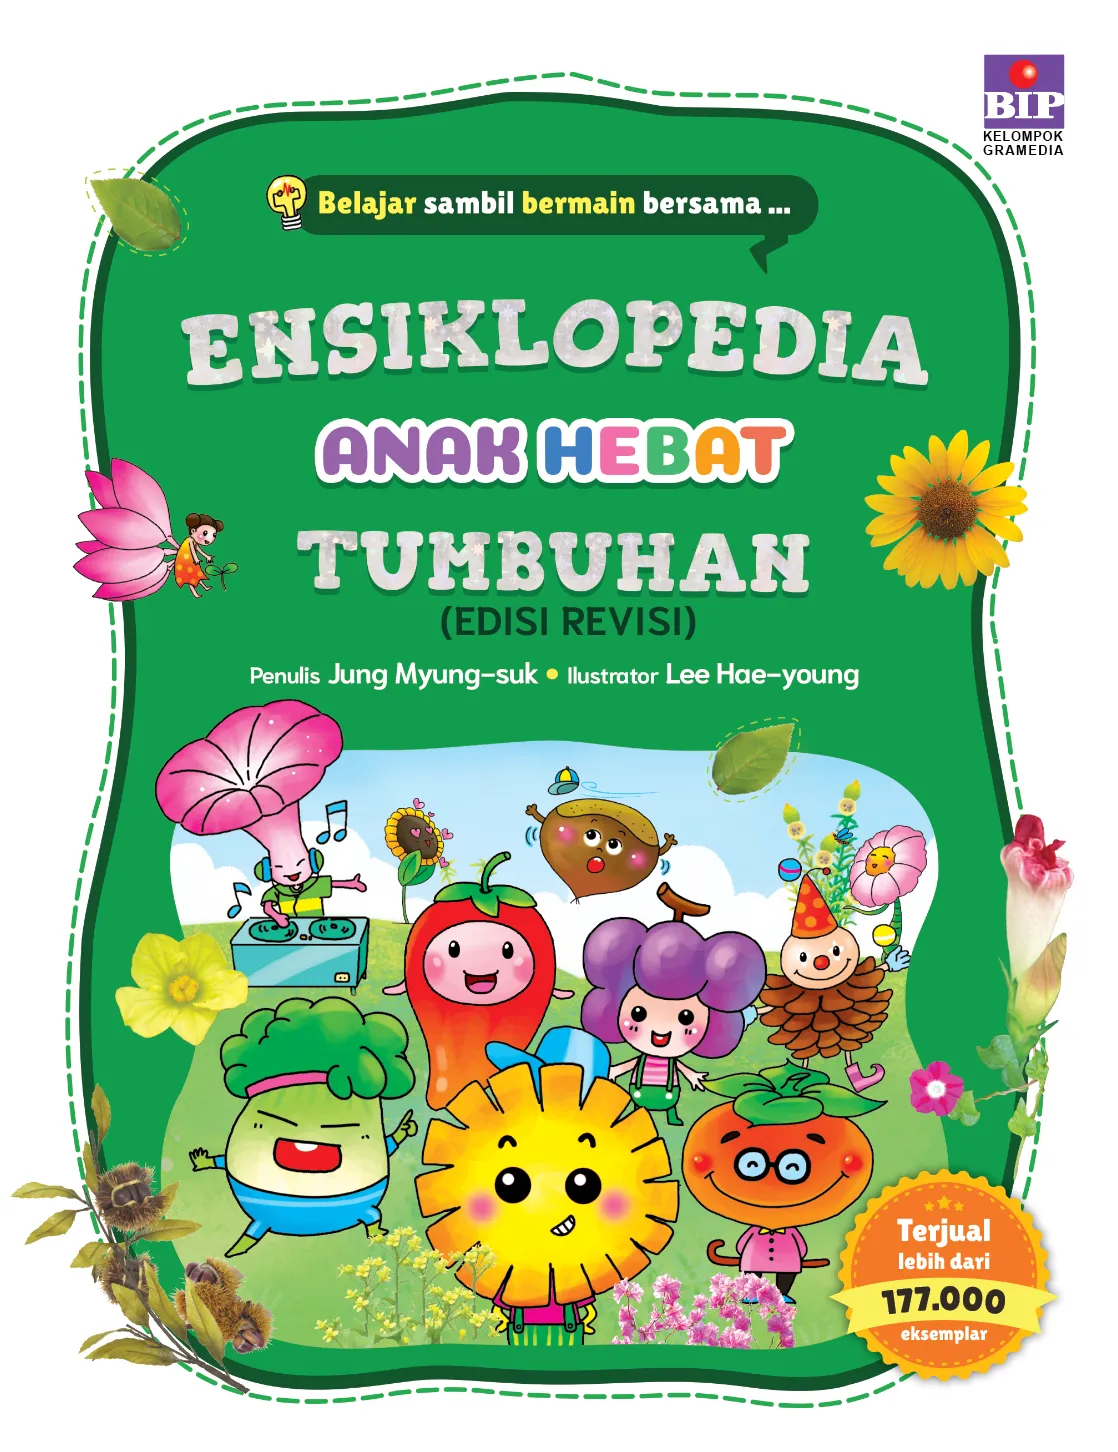 BIP
KELOMPOK
GRAMEDIA
Belajar sambil bermain bersama ...
ENSIKLOPEDIA
ANAK HEBAT
TUMBUHAN
(EDISI REVISI)
Penulis Jung Myung-suk • Ilustrator Lee Hae-young
Terjual
lebih dari
177.000
eksemplar